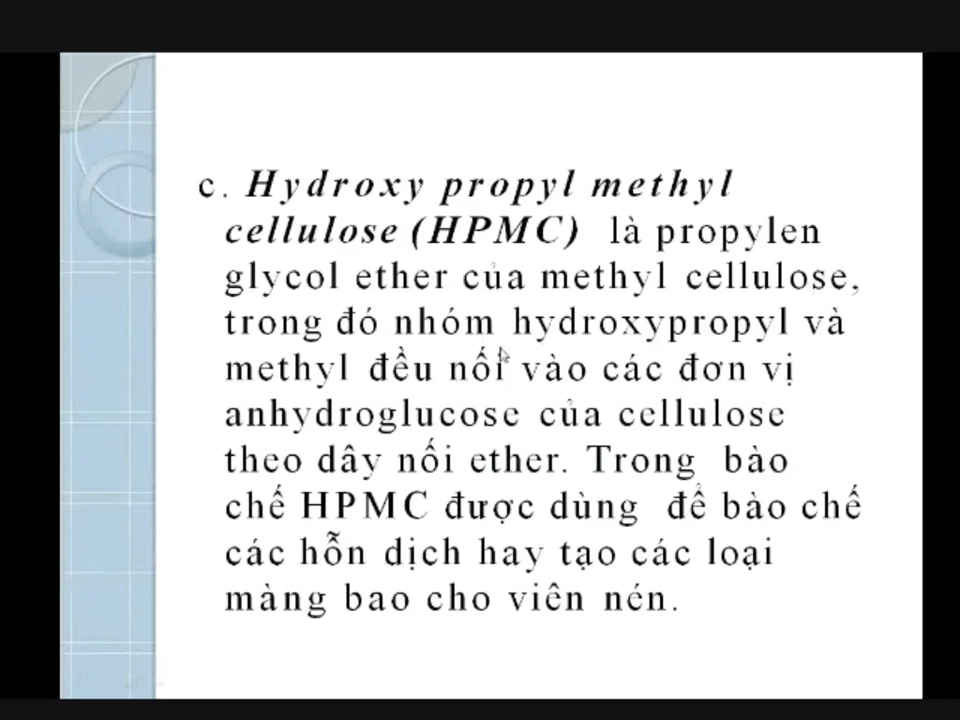 c. Hydroxy propyl methyl
cellulose (HPMC) là propylen
glycol ether của methyl cellulose,
trong đó nhóm hydroxypropyl và
methyl đều nối vào các đơn vị
anhydroglucose của cellulose
theo dây nối ether. Trong bào
chế HPMC được dùng để bào chế
các hỗn dịch hay tạo các loại
màng bao cho viên nén.